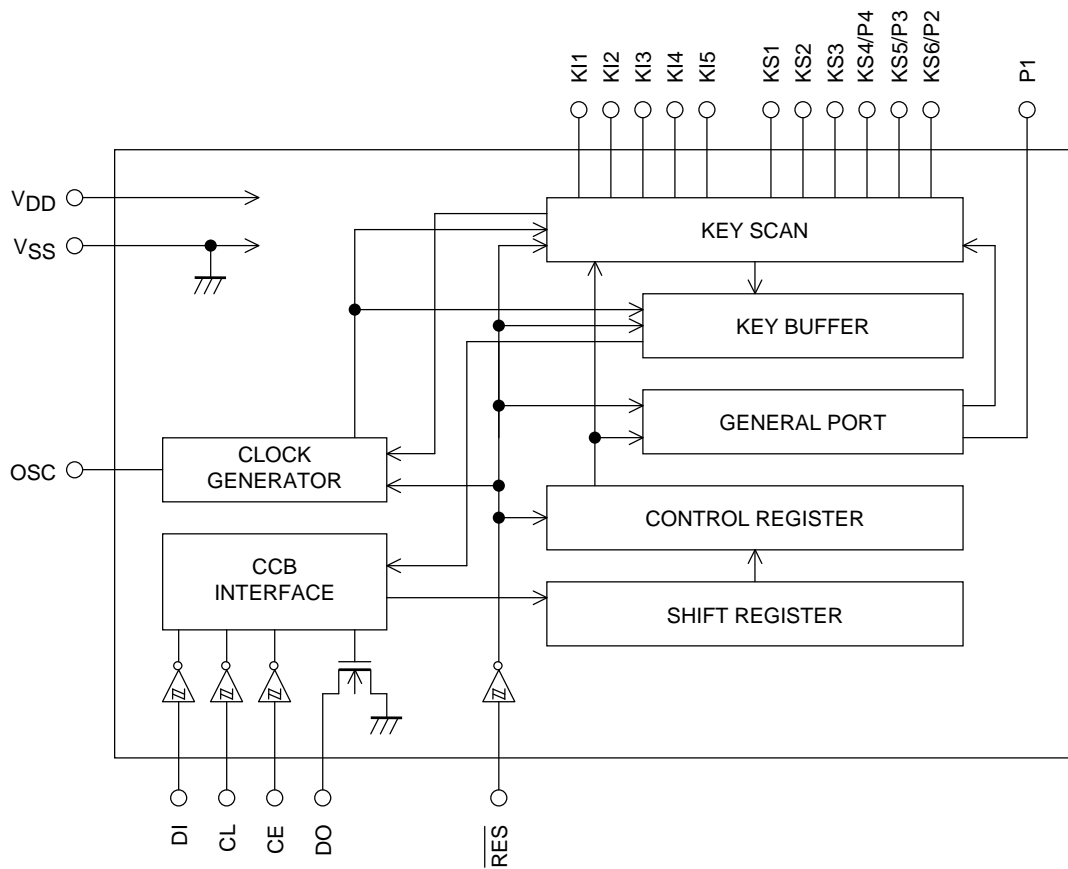 KI1
KI2
KI3
KI4
KI5
KS1
KS2
KS3
KS4/P4
KS5/P3
KS6/P2
P1
VDD
VSS
KEY SCAN
KEY BUFFER
GENERAL PORT
OSC
CLOCK
GENERATOR
CONTROL REGISTER
CCB
INTERFACE
SHIFT REGISTER
DI
CL
CE
DO
RES